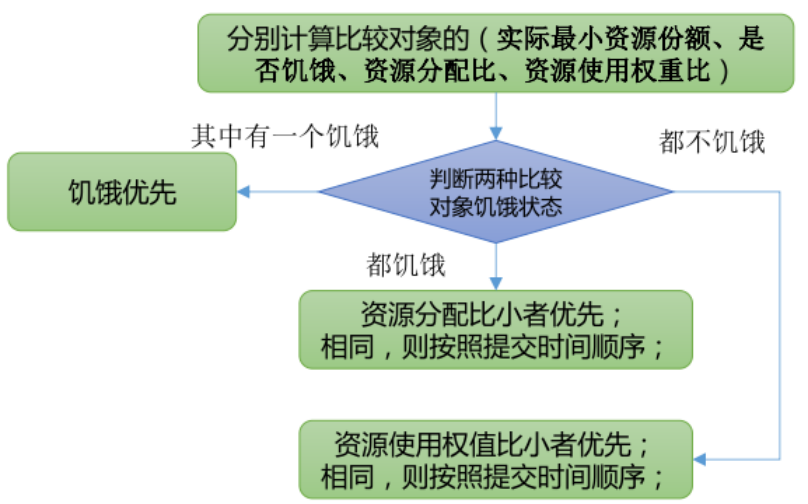 分别计算比较对象的（实际最小资源份额、是
否饥饿、资源分配比、资源使用权重比）
其中有一个饥饿
都不饥饿
饥饿优先
判断两种比较
对象饥饿状态
都饥饿
资源分配比小者优先；
相同，则按照提交时间顺序；
资源使用权值比小者优先；
相同，则按照提交时间顺序；